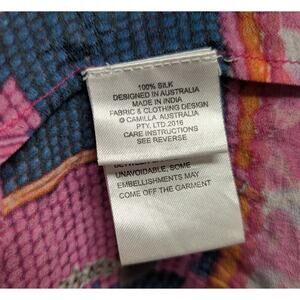 100% SILK
DESIGNED IN AUSTRALIA
MADE IN INDIA
FABRIC & CLOTHING DESIGN
© CAMILLA AUSTRALIA
PTY. LTD. 2016
CARE INSTRUCTIONS
SEE REVERSE
UNAVOIDABLE, SOME
EMBELLISHMENTS MAY
COME OFF THE GARMENT